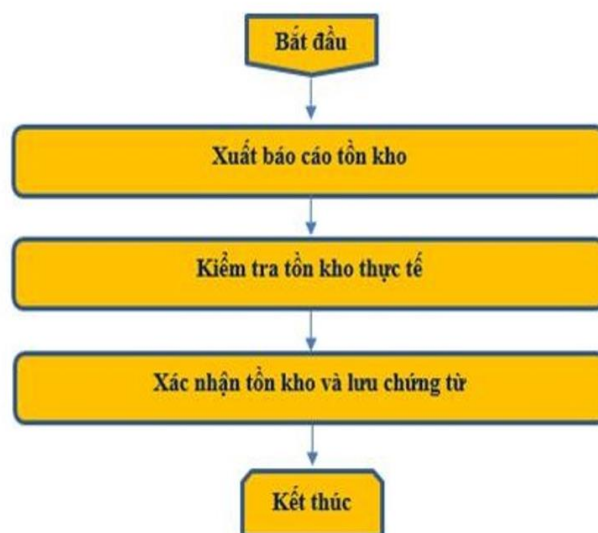 Bắt đầu
Xuất báo cáo tồn kho
Kiểm tra tồn kho thực tế
Xác nhận tồn kho và lưu chứng từ
Kết thúc